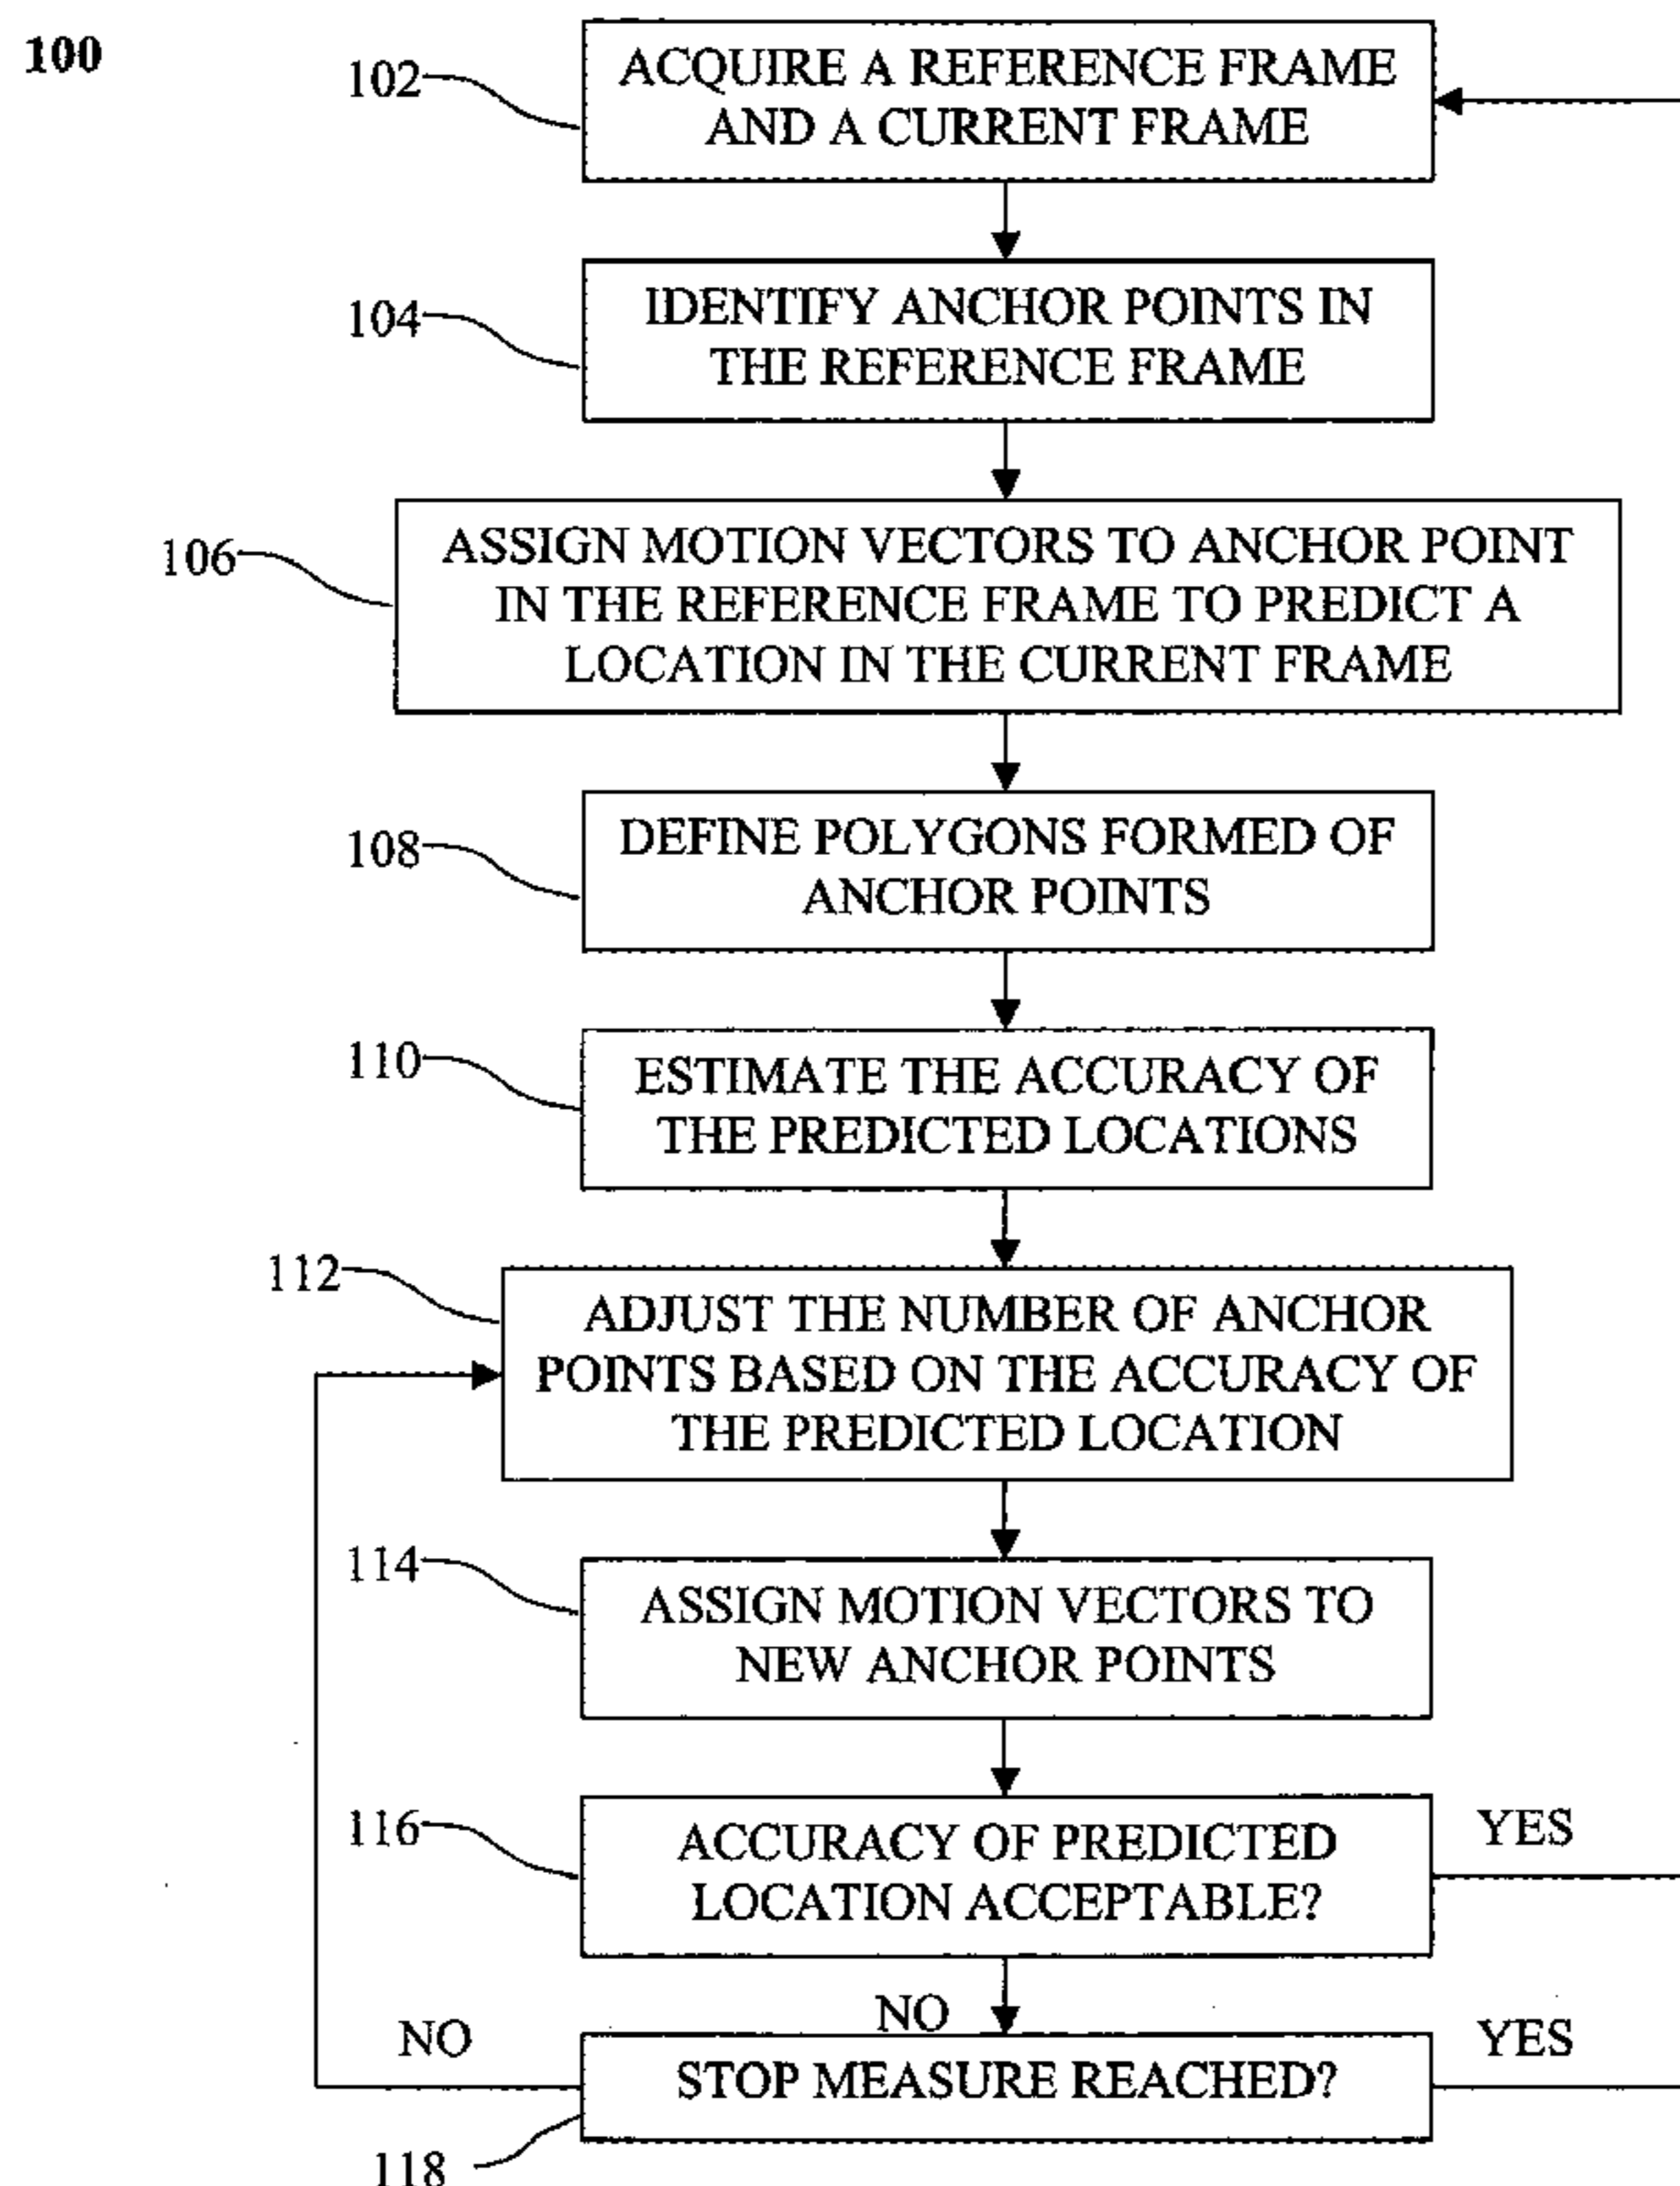 100
102
ACQUIRE A REFERENCE FRAME
AND A CURRENT FRAME
104
IDENTIFY ANCHOR POINTS IN
THE REFERENCE FRAME
106
ASSIGN MOTION VECTORS TO ANCHOR POINT
IN THE REFERENCE FRAME TO PREDICT A
LOCATION IN THE CURRENT FRAME
108
DEFINE POLYGONS FORMED OF
ANCHOR POINTS
110
ESTIMATE THE ACCURACY OF
THE PREDICTED LOCATIONS
112
ADJUST THE NUMBER OF ANCHOR
POINTS BASED ON THE ACCURACY OF
THE PREDICTED LOCATION
114
ASSIGN MOTION VECTORS TO
NEW ANCHOR POINTS
116
ACCURACY OF PREDICTED
LOCATION ACCEPTABLE?
YES
NO
NO
STOP MEASURE REACHED?
YES
118